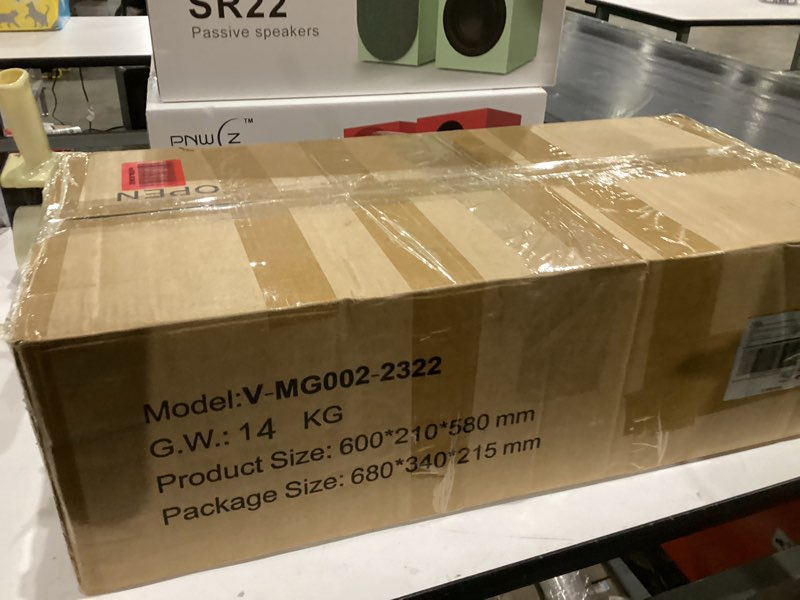 SR22
Passive speakers
PNWIZ™
OPEN
Model:V-MG002-2322
G.W.: 14 KG
Product Size: 600*210*580 mm
Package Size: 680*340*215 mm